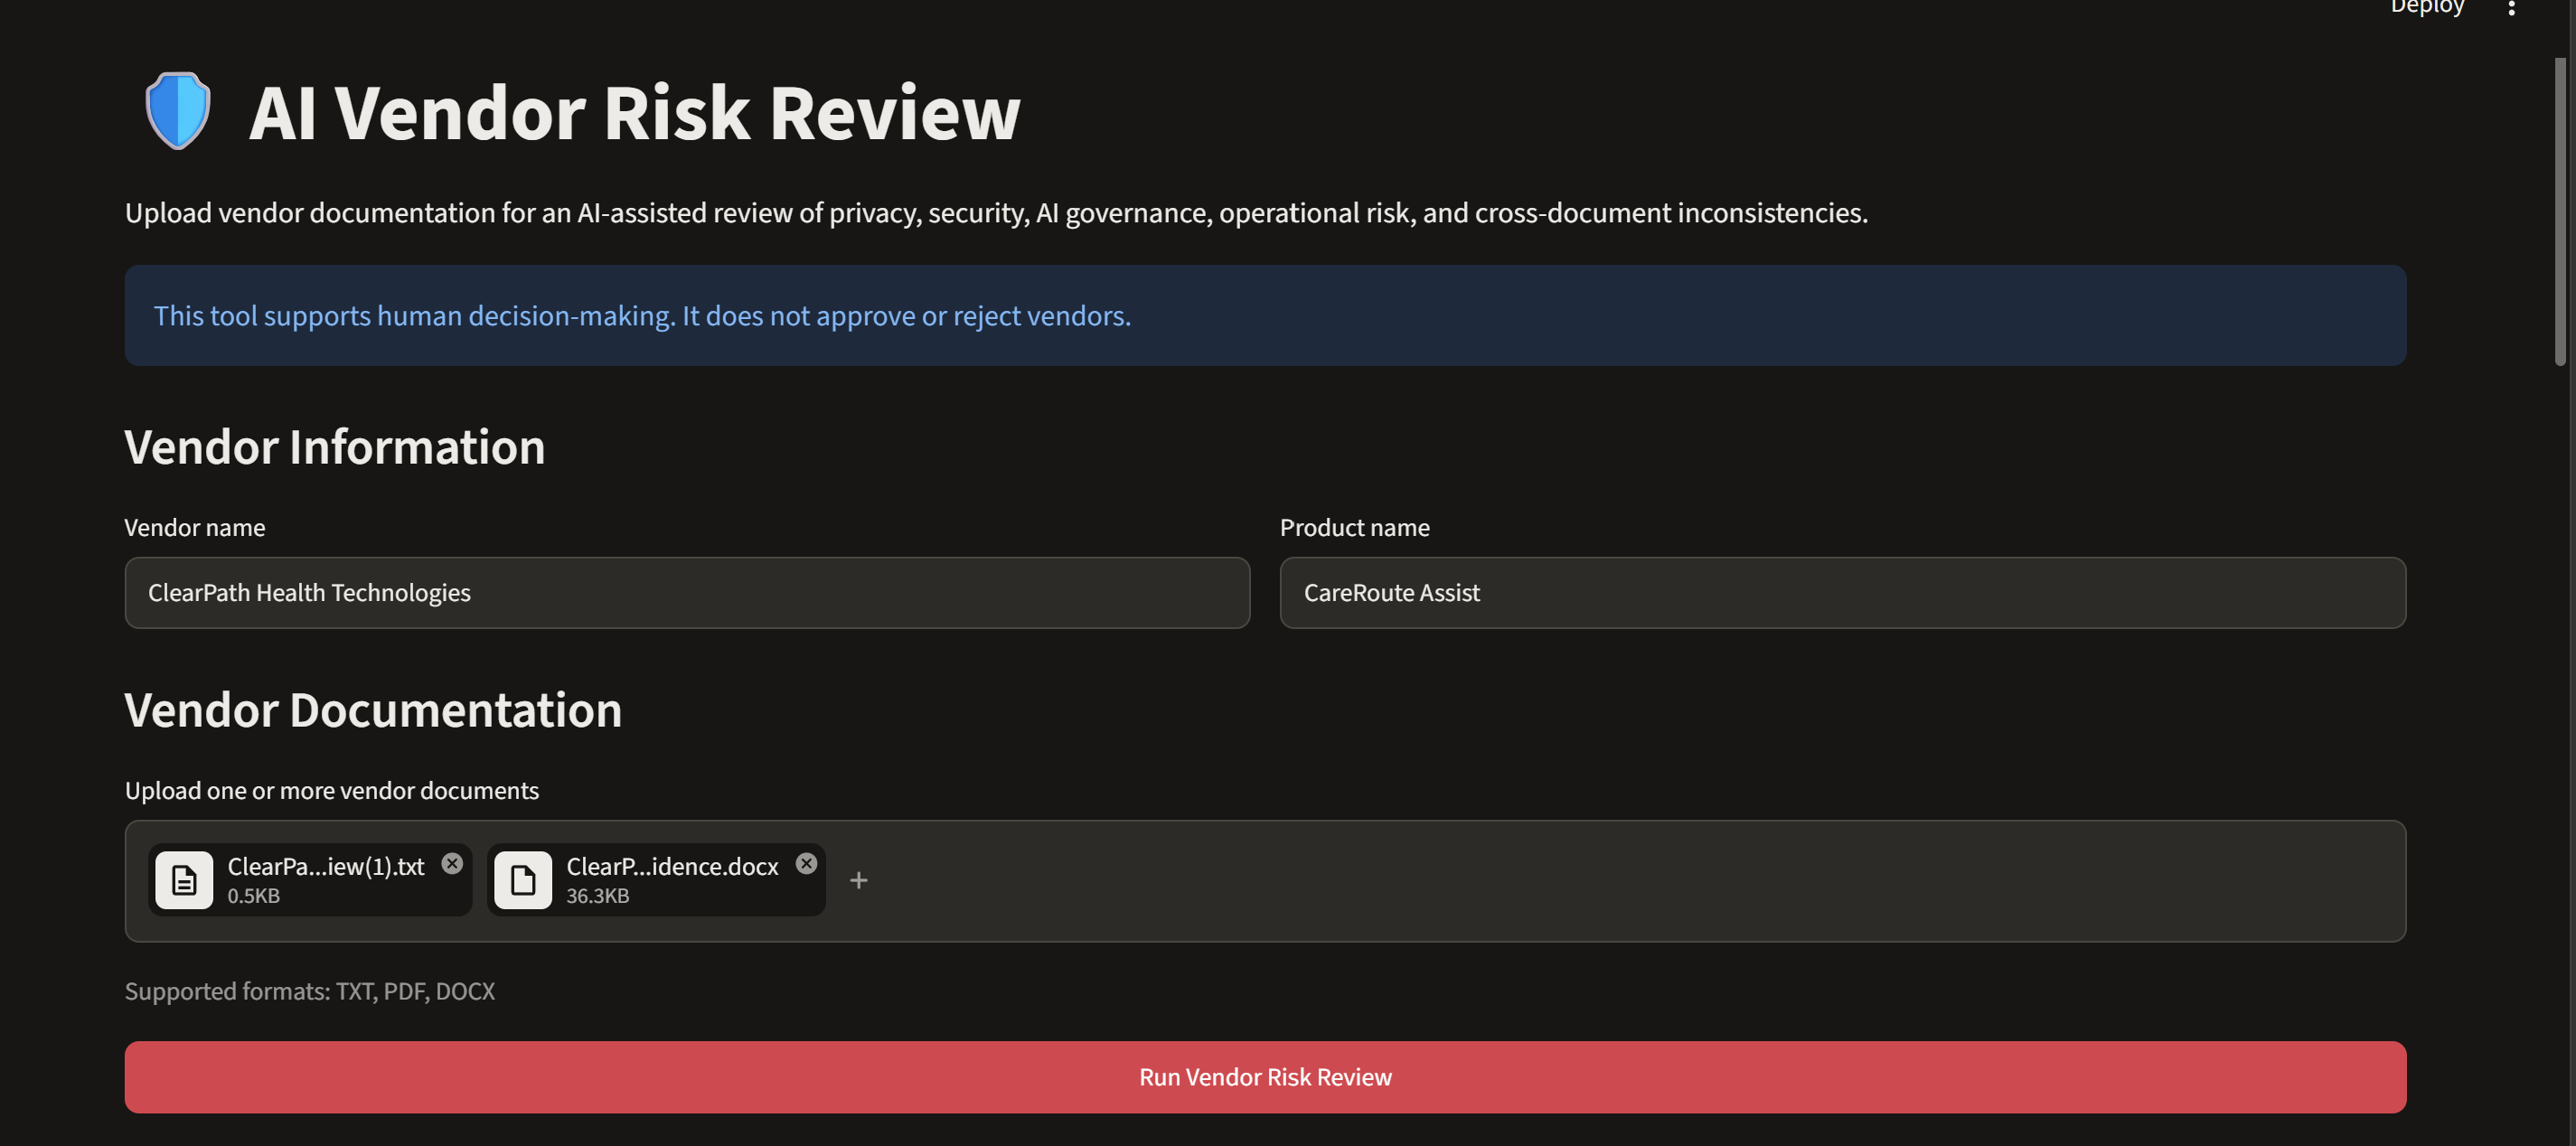 Deploy
AI Vendor Risk Review
Upload vendor documentation for an AI-assisted review of privacy, security, AI governance, operational risk, and cross-document inconsistencies.
This tool supports human decision-making. It does not approve or reject vendors.
Vendor Information
Vendor name
Product name
ClearPath Health Technologies
CareRoute Assist
Vendor Documentation
Upload one or more vendor documents
ClearPa...iew(1).txt
0.5KB
ClearP...idence.docx
36.3KB
Supported formats: TXT, PDF, DOCX
Run Vendor Risk Review